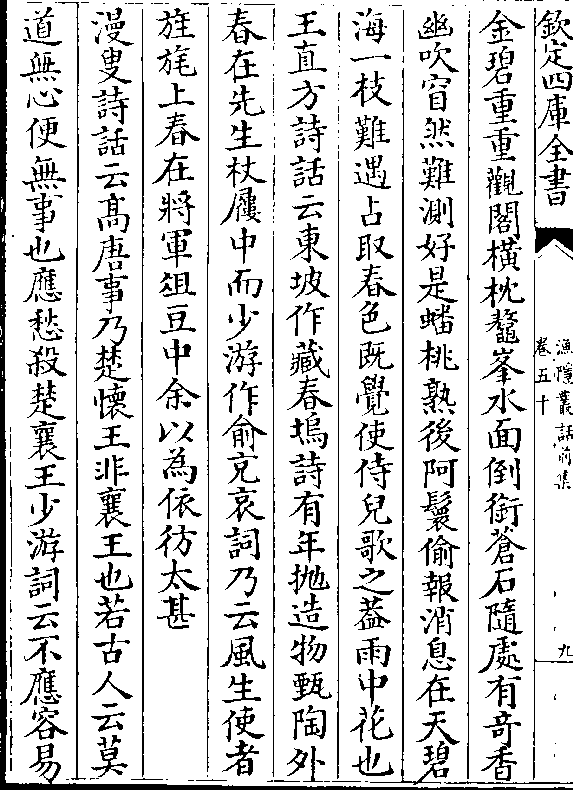 欽定四庫全書
漁隱叢話前集
卷五十
九
金碧重重觀閣橫枕鼇峯水面倒銜蒼石隨處有奇香
幽吹窅然難測好是蟠桃熟後阿鬟偷報消息在天碧
海一枝難遇占取春色既覺使侍兒歌之葢雨中花也
王直方詩話云東坡作藏春塢詩有年抛造物甄陶外
春在先生杖屨中而少游作俞充哀詞乃云風生使者
旌旄上春在將軍俎豆中余以為依彷太甚
漫叟詩話云髙唐事乃楚懷王非襄王也若古人云莫
道無心便無事也應愁殺楚襄王少游詞云不應容易